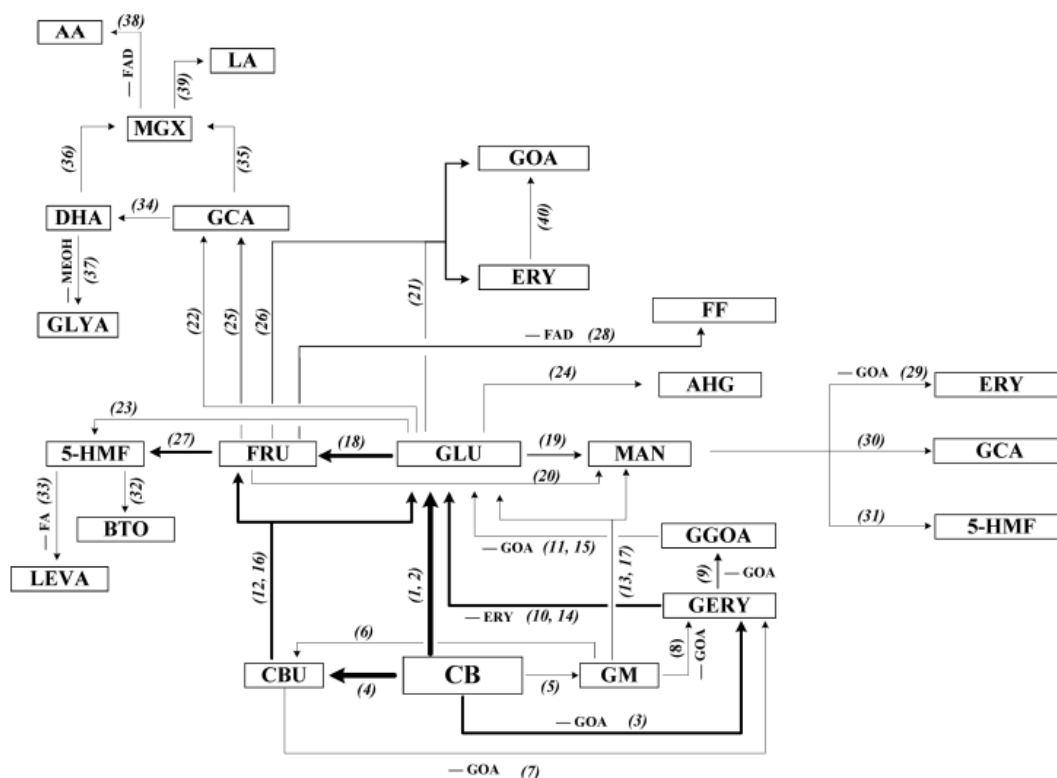 AA
(38)
— FAD
LA
(39)
MGX
(36)
(35)
DHA
(34)
GCA
GOA
(40)
ERY
— MEOH
(37)
GLYA
(22)
(25)
(26)
(21)
FF
— FAD (28)
(24)
AHG
— GOA (29)
ERY
(23)
5-HMF
(27)
FRU
(18)
GLU
(19)
MAN
(30)
GCA
(20)
— FA (33)
(32)
BTO
LEVA
(31)
5-HMF
GGOA
— GOA (11, 15)
(12, 16)
(1, 2)
(13, 17)
(9)
— GOA
GERY
— ERY (10, 14)
(6)
(8)
— GOA
CBU
(4)
CB
(5)
GM
— GOA (3)
— GOA (7)